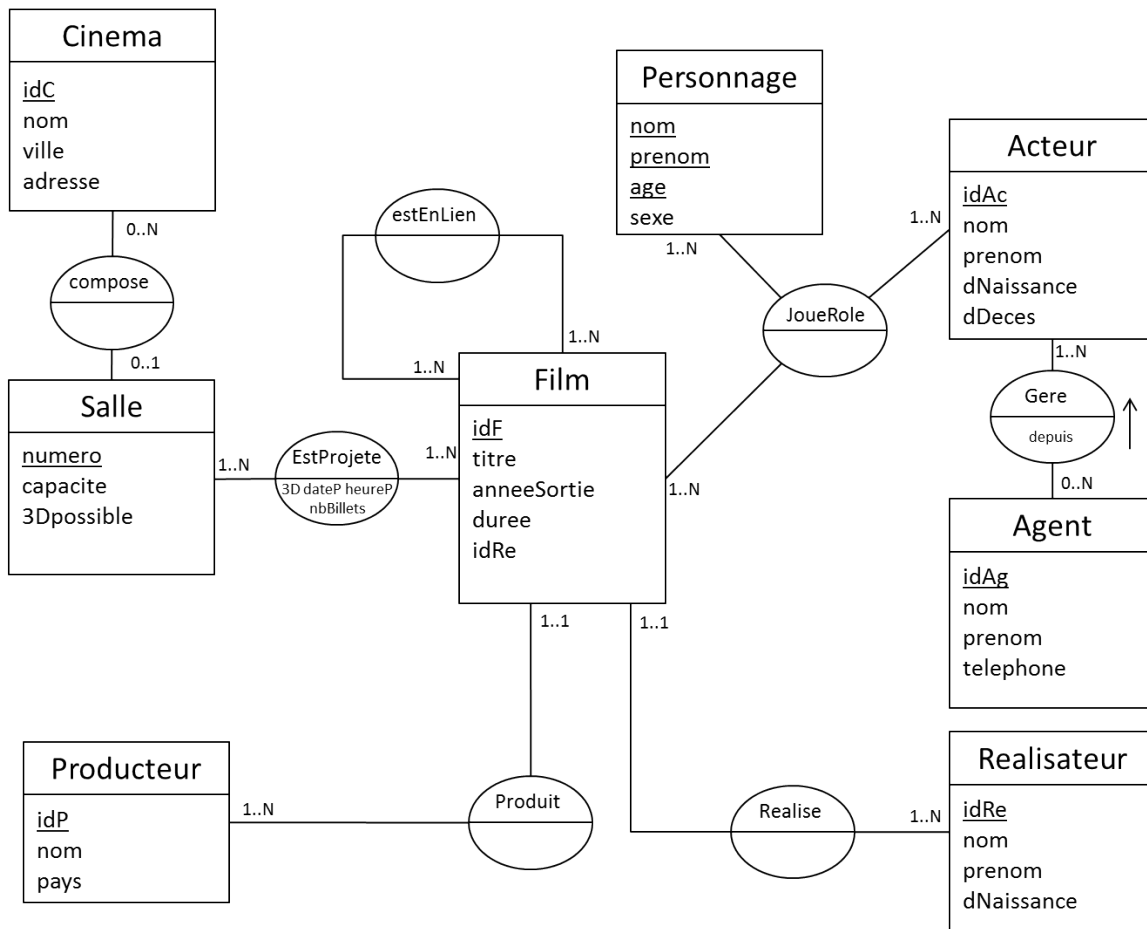 Cinema
idC
nom
ville
adresse
0..N
compose
0..1
Salle
numero
capacite
3Dpossible
1..N
EstProjete
3D dateP heureP
nbBillets
1..N
estEnLien
1..N
1..N
Film
idF
titre
anneeSortie
duree
idRe
1..N
1..1
1..1
Personnage
nom
prenom
age
sexe
1..N
JoueRole
1..N
Acteur
idAc
nom
prenom
dNaissance
dDeces
1..N
Gere
depuis
0..N
Agent
idAg
nom
prenom
telephone
Producteur
idP
nom
pays
1..N
Produit
Realise
1..N
Realisateur
idRe
nom
prenom
dNaissance